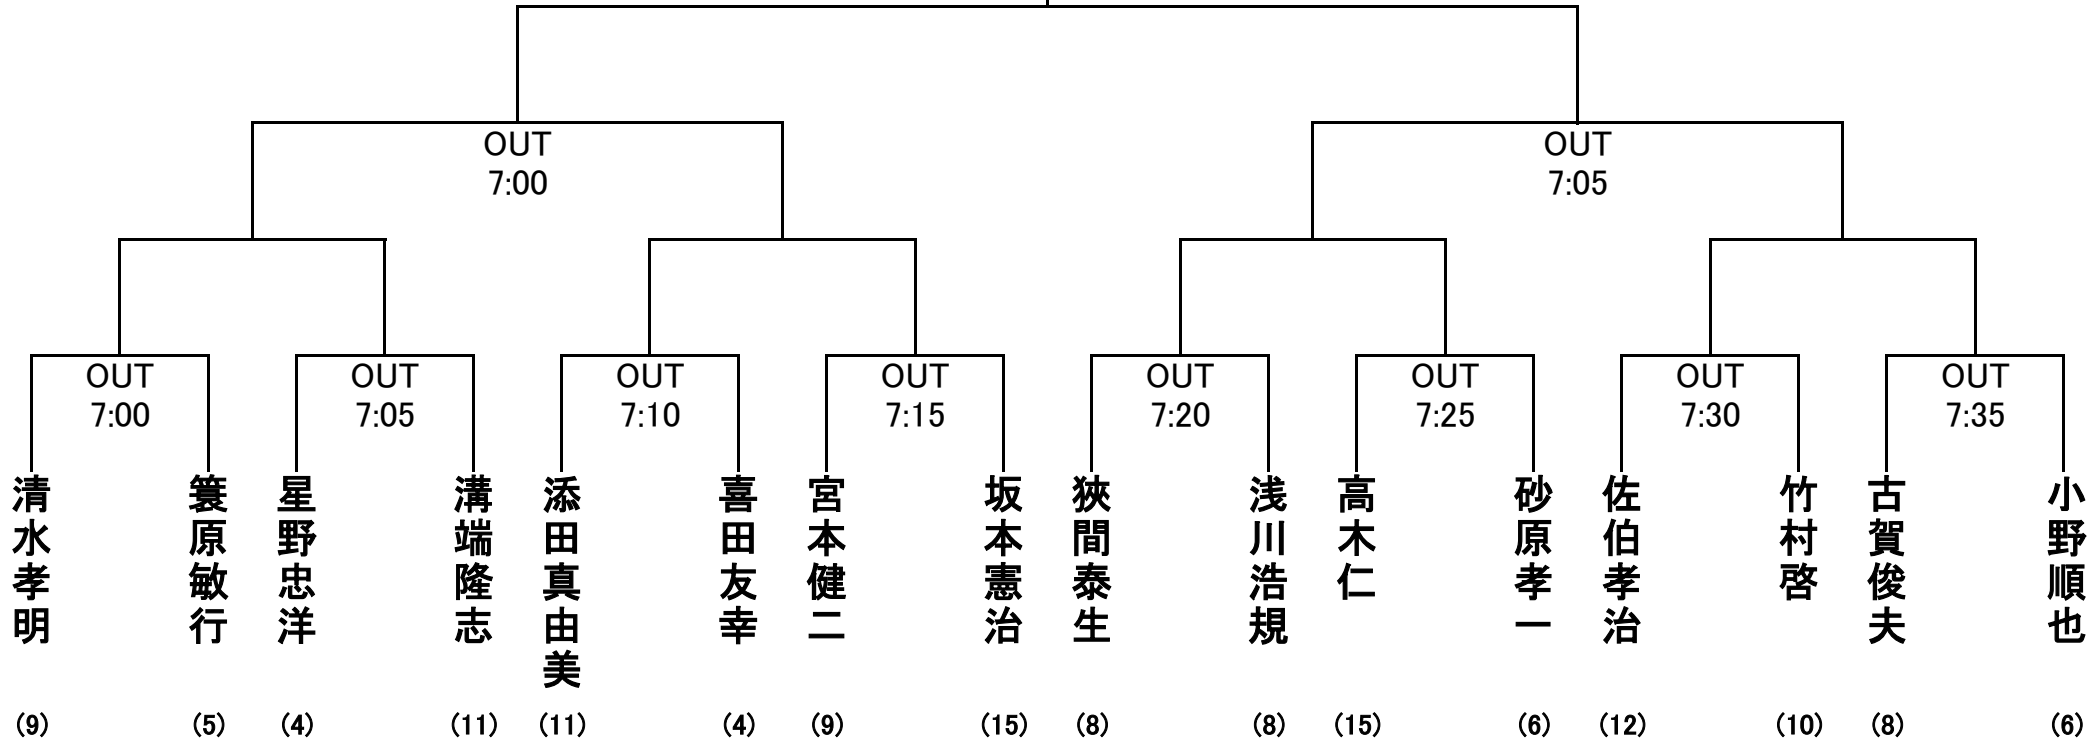 OUT
7:00
OUT
7:05
OUT
7:00
OUT
7:05
OUT
7:10
OUT
7:15
OUT
7:20
OUT
7:25
OUT
7:30
OUT
7:35
清水孝明
簑原敏行
星野忠洋
溝端隆志
添田真由美
喜田友幸
宮本健二
坂本憲治
狹間泰生
浅川浩規
高木仁
砂原孝一
佐伯孝治
竹村啓
古賀俊夫
小野順也
(9)
(5)
(4)
(11)
(11)
(4)
(9)
(15)
(8)
(8)
(15)
(6)
(12)
(10)
(8)
(6)